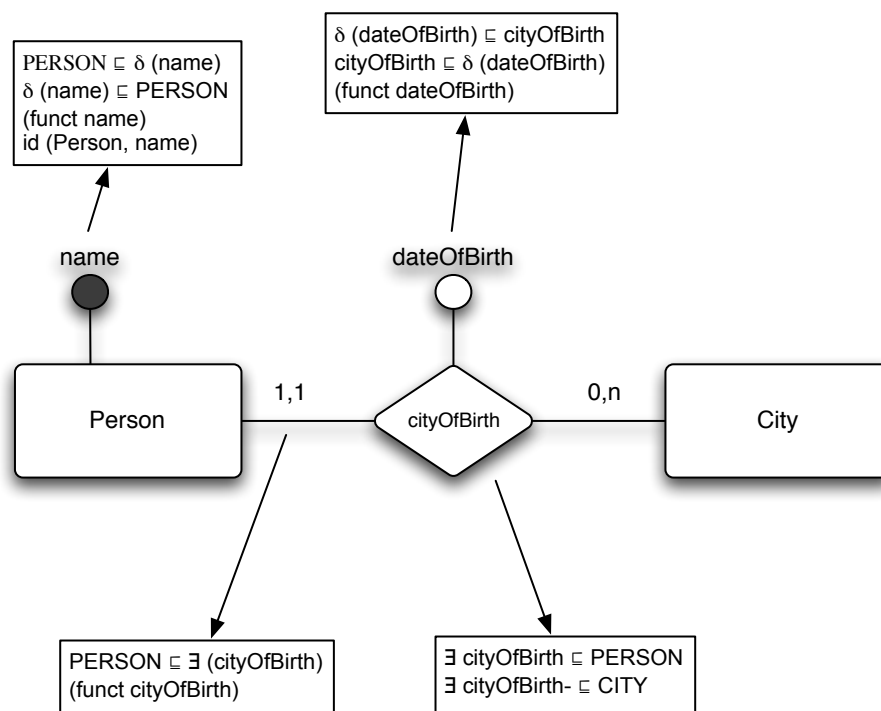 PERSON ⊑ δ (name)
δ (name) ⊑ PERSON
(funct name)
id (Person, name)
δ (dateOfBirth) ⊑ cityOfBirth
cityOfBirth ⊑ δ (dateOfBirth)
(funct dateOfBirth)
name
dateOfBirth
Person
1,1
cityOfBirth
0,n
City
PERSON ⊑ ∃ (cityOfBirth)
(funct cityOfBirth)
∃ cityOfBirth ⊑ PERSON
∃ cityOfBirth- ⊑ CITY